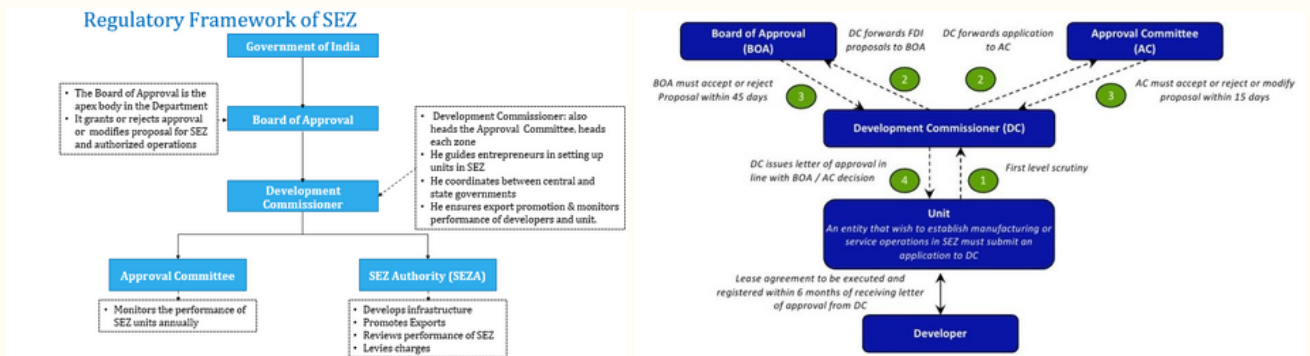 Regulatory Framework of SEZ
Government of India
• The Board of Approval is the
apex body in the Department
• It grants or rejects approval
or modifies proposal for SEZ
and authorized operations
Board of Approval
• Development Commissioner: also
heads the Approval Committee, heads
each zone
• He guides entrepreneurs in setting up
units in SEZ
• He coordinates between central and
state governments
• He ensures export promotion & monitors
performance of developers and unit.
Development
Commissioner
Approval Committee
• Monitors the performance of
SEZ units annually
SEZ Authority (SEZA)
• Develops infrastructure
• Promotes Exports
• Reviews performance of SEZ
• Levies charges
Board of Approval
(BOA)
DC forwards FDI
proposals to BOA
DC forwards application
to AC
Approval Committee
(AC)
BOA must accept or reject
Proposal within 45 days
3
2
2
3
AC must accept or reject or modify
proposal within 15 days
Development Commissioner (DC)
DC issues letter of approval in
line with BOA / AC decision
4
1
First level scrutiny
Unit
An entity that wish to establish manufacturing or
service operations in SEZ must submit an
application to DC
Lease agreement to be executed and
registered within 6 months of receiving letter
of approval from DC
Developer